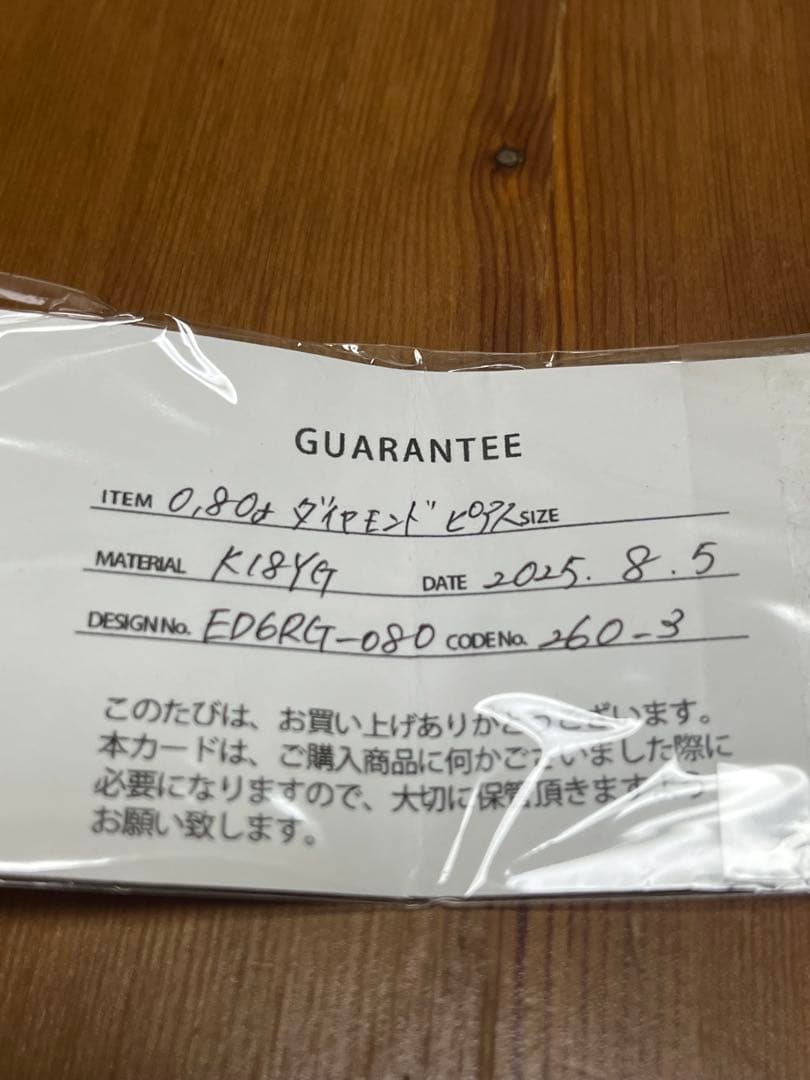 GUARANTEE
ITEM 0,80ct ダイヤモンド ピアス SIZE
MATERIAL K18YG DATE 2025. 8. 5
DESIGN No. ED6RG-080 CODE No. 260-3
このたびは、お買い上げありがとうございます。
本カードは、ご購入商品に何かございました際に
必要になりますので、大切に保管頂きますよう
お願い致します。